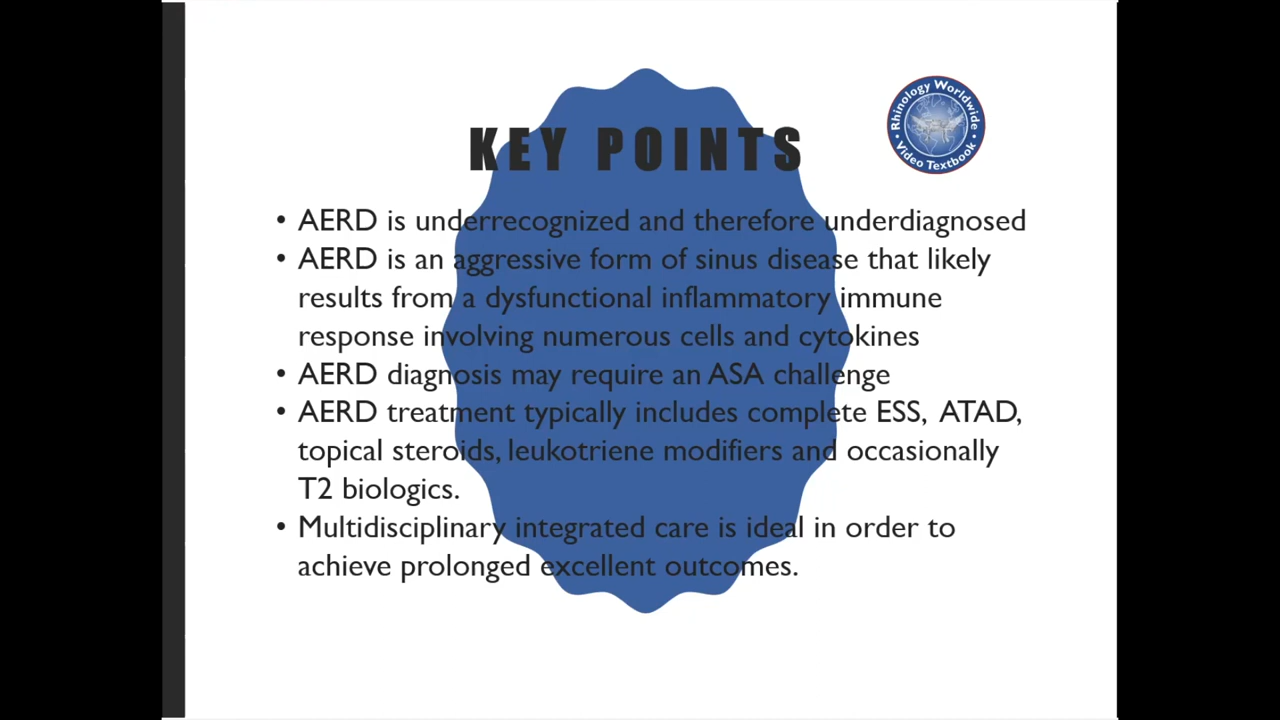 KEY POINTS
Rhinology Worldwide
• Video Textbook •
• AERD is underrecognized and therefore underdiagnosed
• AERD is an aggressive form of sinus disease that likely
results from a dysfunctional inflammatory immune
response involving numerous cells and cytokines
• AERD diagnosis may require an ASA challenge
• AERD treatment typically includes complete ESS, ATAD,
topical steroids, leukotriene modifiers and occasionally
T2 biologics.
• Multidisciplinary integrated care is ideal in order to
achieve prolonged excellent outcomes.